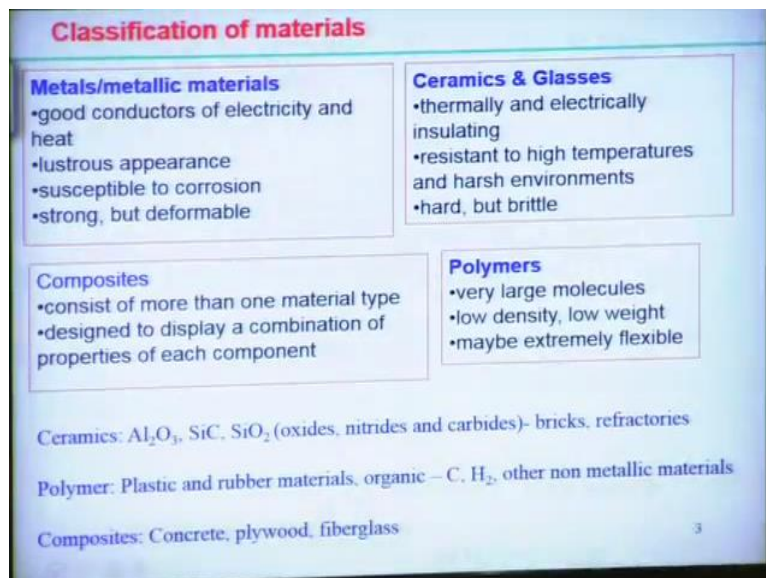 Classification of materials
Metals/metallic materials
•good conductors of electricity and
heat
•lustrous appearance
•susceptible to corrosion
•strong, but deformable
Ceramics & Glasses
•thermally and electrically
insulating
•resistant to high temperatures
and harsh environments
•hard, but brittle
Composites
•consist of more than one material type
•designed to display a combination of
properties of each component
Polymers
•very large molecules
•low density, low weight
•maybe extremely flexible
Ceramics: Al₂O₃, SiC, SiO₂ (oxides, nitrides and carbides)- bricks, refractories
Polymer: Plastic and rubber materials, organic – C, H₂, other non metallic materials
Composites: Concrete, plywood, fiberglass
3